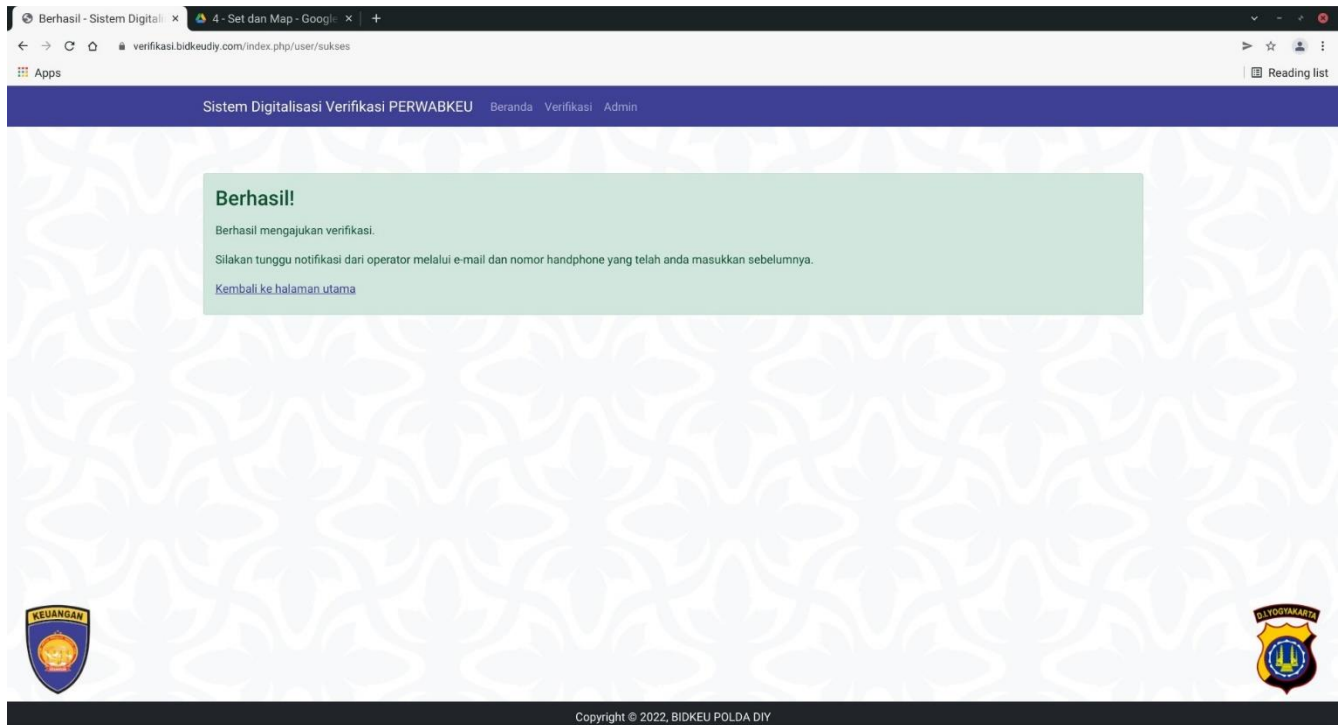 Berhasil - Sistem Digitali
4 - Set dan Map - Google
verifikasi.bidkeudiy.com/index.php/user/sukses
Apps
Reading list
Sistem Digitalisasi Verifikasi PERWABKEU Beranda Verifikasi Admin
Berhasil!
Berhasil mengajukan verifikasi.
Silakan tunggu notifikasi dari operator melalui e-mail dan nomor handphone yang telah anda masukkan sebelumnya.
Kembali ke halaman utama
KEUANGAN
D.I.YOGYAKARTA
Copyright © 2022, BIDKEU POLDA DIY